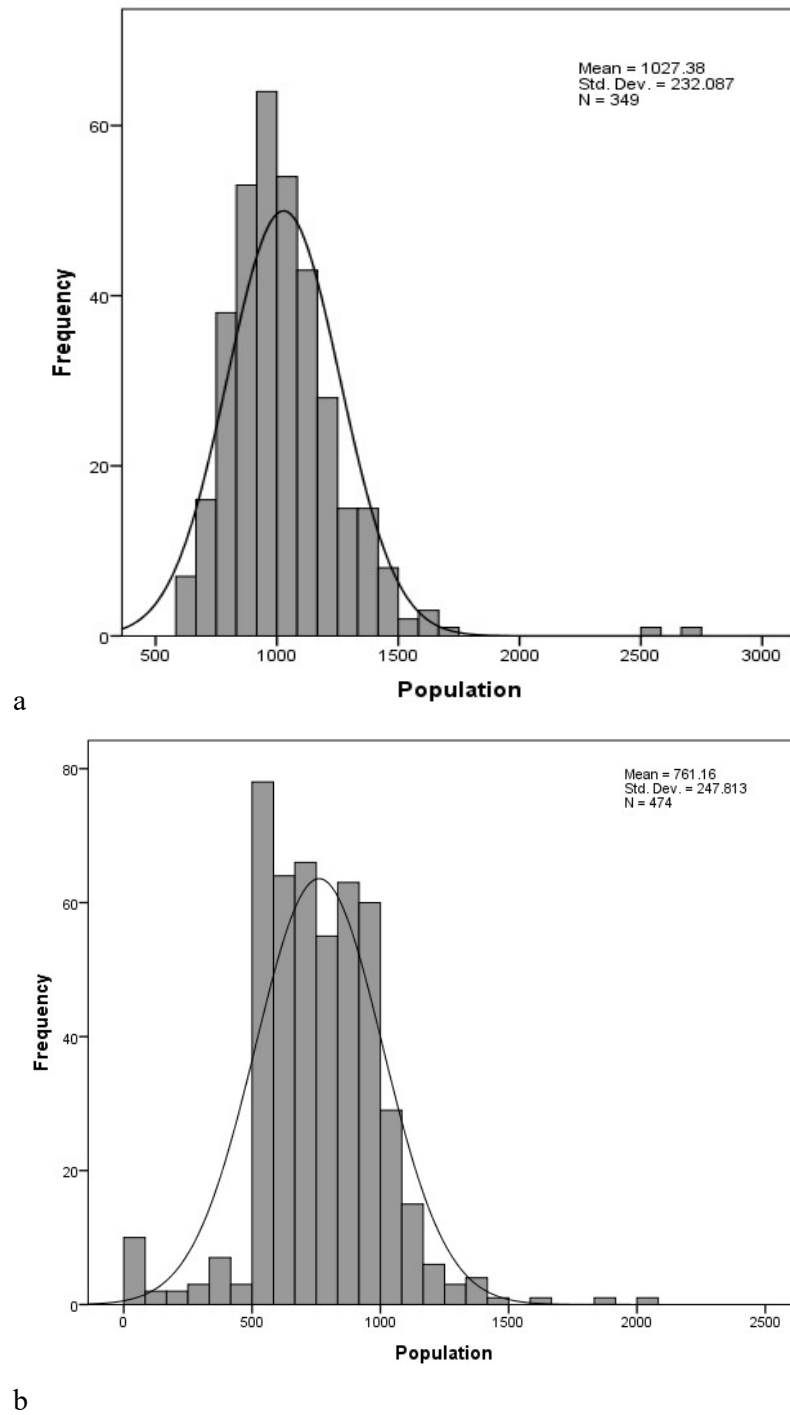 Mean = 1027.38
Std. Dev. = 232.087
N = 349
60
40
20
0
Frequency
500 1000 1500 2000 2500 3000
Population
a
Mean = 761.16
Std. Dev. = 247.813
N = 474
80
60
40
20
0
Frequency
0 500 1000 1500 2000 2500
Population
b